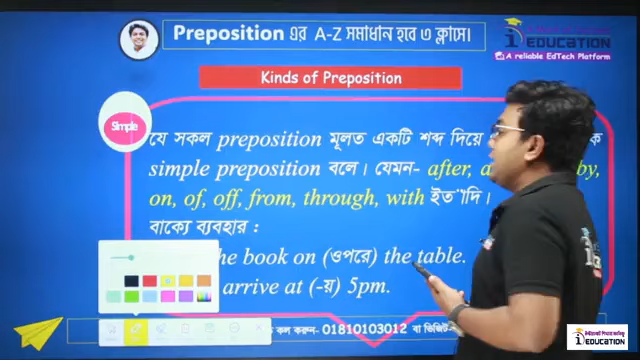 Preposition এর A-Z সমাধান হবে ৩ ক্লাসে।
EDUCATION
A reliable EdTech Platform
Kinds of Preposition
Simple
যে সকল preposition মূলত একটি শব্দ দিয়ে
simple preposition বলে। যেমন- after, by,
on, of, off, from, through, with ইত্যাদি।
বাক্যে ব্যবহার :
he book on (ওপরে) the table.
arrive at (-য়) 5pm.
কল করুন- 01810103012 বা ভিজিট
EDUCATION